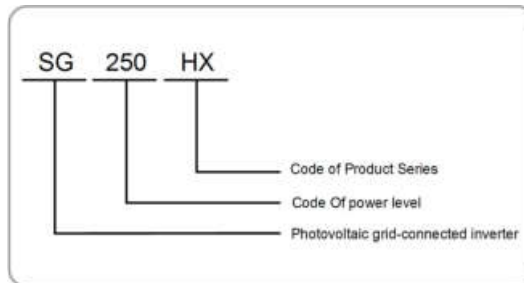 SG 250 HX
Code of Product Series
Code Of power level
Photovoltaic grid-connected inverter